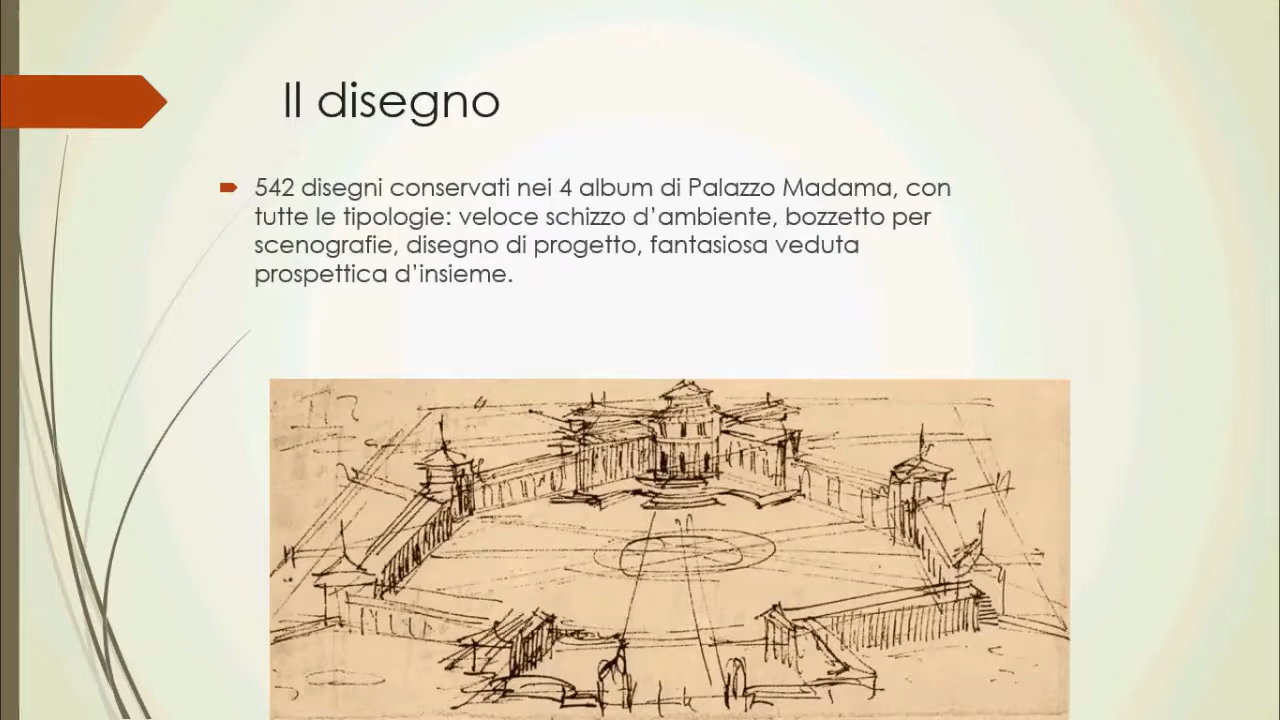 Il disegno
542 disegni conservati nei 4 album di Palazzo Madama, con
tutte le tipologie: veloce schizzo d’ambiente, bozzetto per
scenografie, disegno di progetto, fantasiosa veduta
prospettica d’insieme.